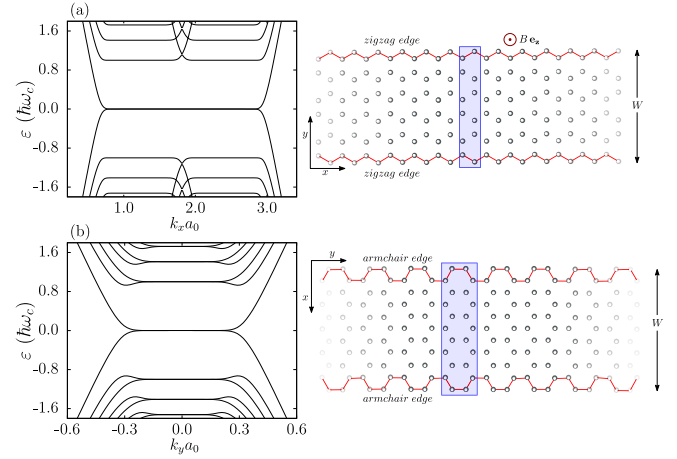 (a)
ε (ħω_c)
1.6
0.8
0.0
-0.8
-1.6
1.0 2.0 3.0
k_x a_0
zigzag edge
B e_z
y
x
W
zigzag edge
(b)
ε (ħω_c)
1.6
0.8
0.0
-0.8
-1.6
-0.6 -0.3 0.0 0.3 0.6
k_y a_0
y
x
armchair edge
W
armchair edge